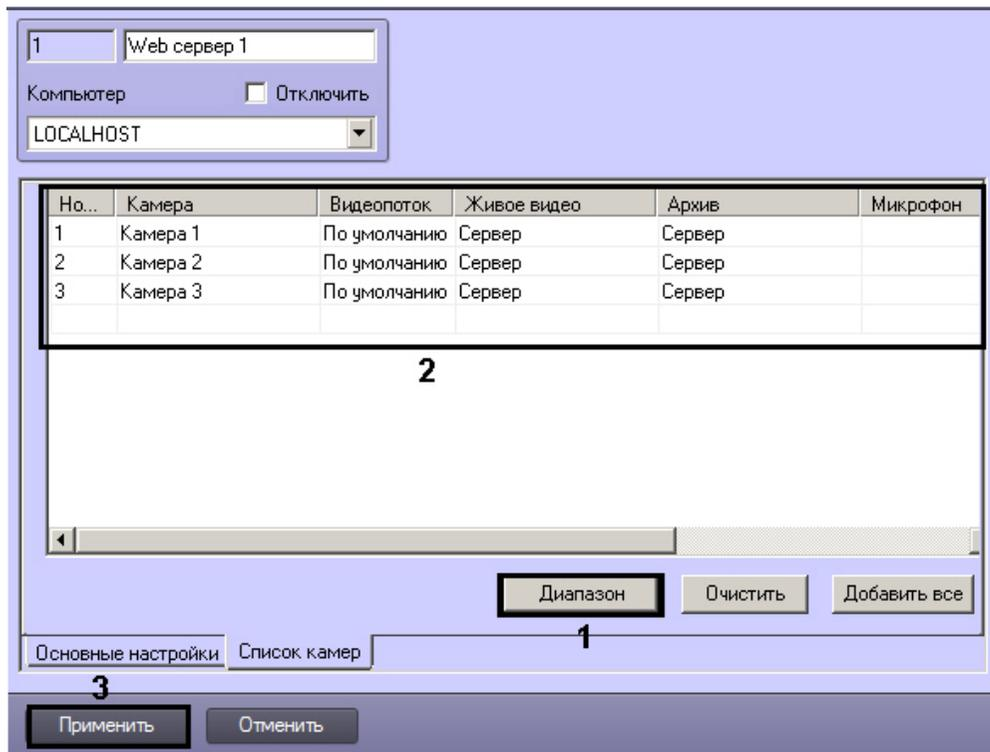 1 Web сервер 1
Компьютер Отключить
LOCALHOST
Но... Камера Видеопоток Живое видео Архив Микрофон
1 Камера 1 По умолчанию Сервер Сервер
2 Камера 2 По умолчанию Сервер Сервер
3 Камера 3 По умолчанию Сервер Сервер
2
Диапазон Очистить Добавить все
1
Основные настройки Список камер
3
Применить Отменить